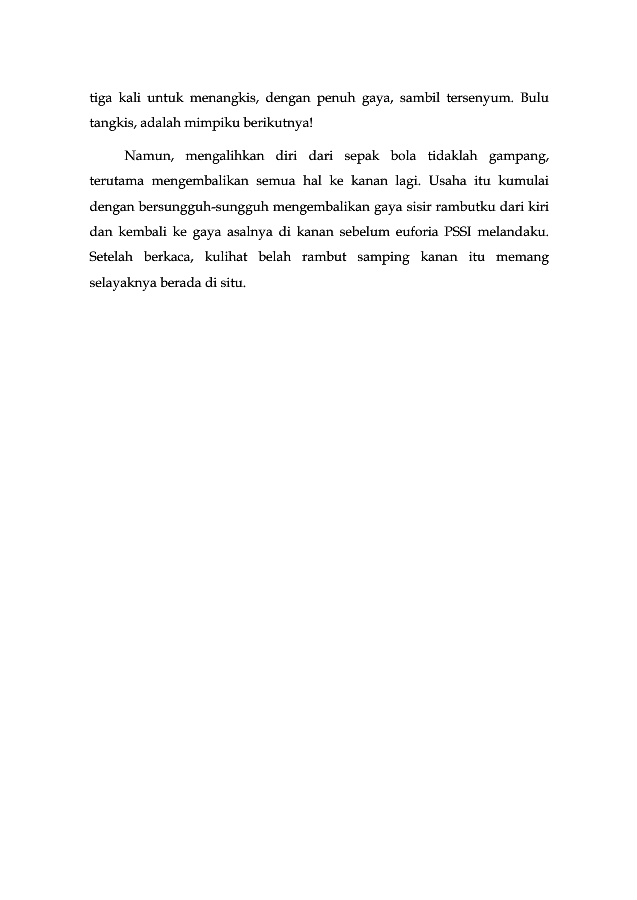 tiga kali untuk menangkis, dengan penuh gaya, sambil tersenyum. Bulu
tangkis, adalah mimpiku berikutnya!
Namun, mengalihkan diri dari sepak bola tidaklah gampang,
terutama mengembalikan semua hal ke kanan lagi. Usaha itu kumulai
dengan bersungguh-sungguh mengembalikan gaya sisir rambutku dari kiri
dan kembali ke gaya asalnya di kanan sebelum euforia PSSI melandaku.
Setelah berkaca, kulihat belah rambut samping kanan itu memang
selayaknya berada di situ.